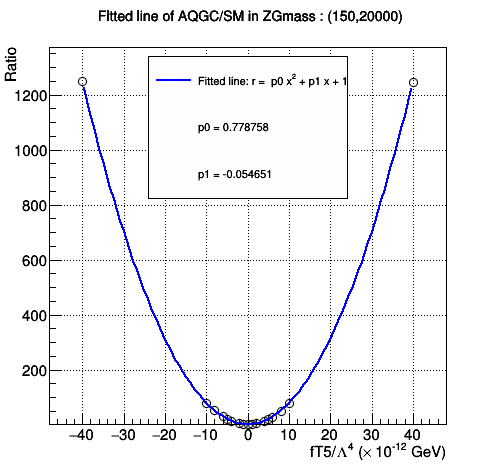 FItted line of AQGC/SM in ZGmass : (150,20000)
Ratio
Fitted line: r = p0 x² + p1 x + 1
p0 = 0.778758
p1 = -0.054651
1200
1000
800
600
400
200
−40 −30 −20 −10 0 10 20 30 40
fT5/Λ⁴ (× 10⁻¹² GeV)